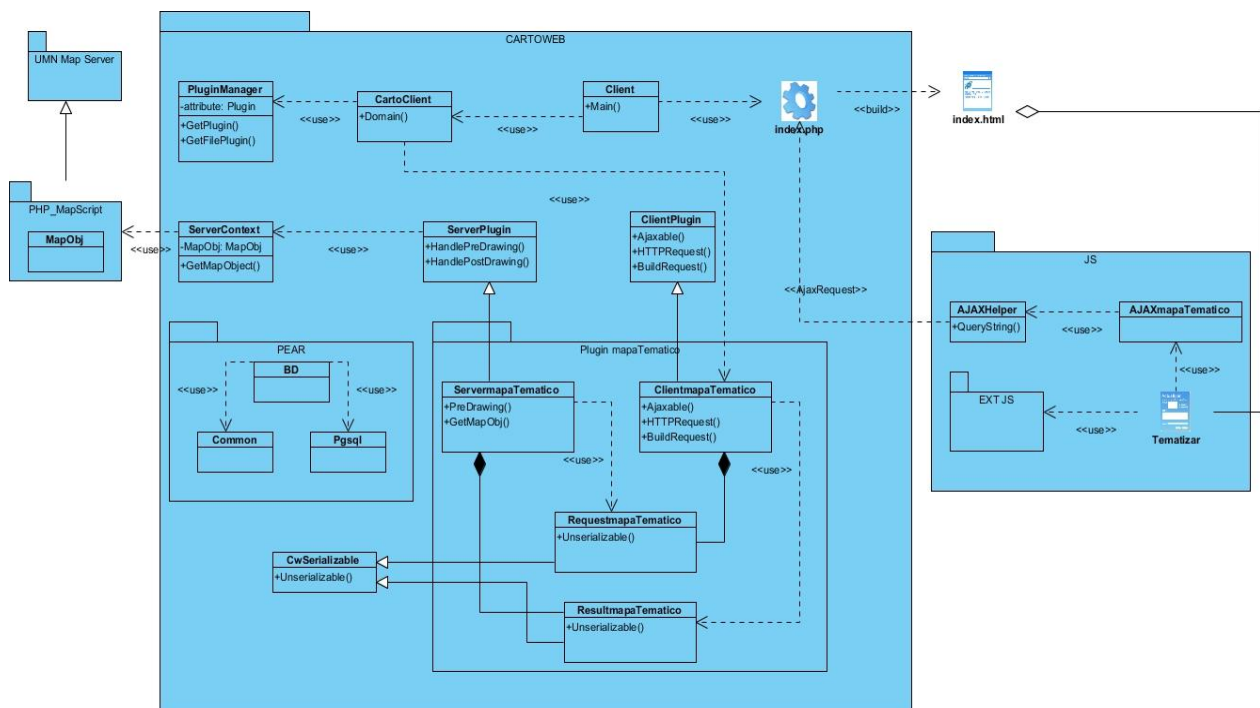 UMN Map Server
PHP_MapScript
MapObj
<<use>>
CARTOWEB
PluginManager
-attribute: Plugin
+GetPlugin()
+GetFilePlugin()
<<use>>
CartoClient
+Domain()
<<use>>
Client
+Main()
<<use>>
index.php
<<build>>
index.html
ServerContext
-MapObj: MapObj
+GetMapObject()
<<use>>
ServerPlugin
+HandlePreDrawing()
+HandlePostDrawing()
<<use>>
ClientPlugin
+Ajaxable()
+HTTPRequest()
+BuildRequest()
<<AjaxRequest>>
PEAR
BD
<<use>>
<<use>>
Common
Pgsql
Plugin mapaTematico
ServermapaTematico
+PreDrawing()
+GetMapObj()
<<use>>
ClientmapaTematico
+Ajaxable()
+HTTPRequest()
+BuildRequest()
<<use>>
RequestmapaTematico
+Unserializable()
CwSerializable
+Unserializable()
ResultmapaTematico
+Unserializable()
JS
AJAXHelper
+QueryString()
<<use>>
AJAXmapaTematico
<<use>>
EXT JS
<<use>>
Tematizar